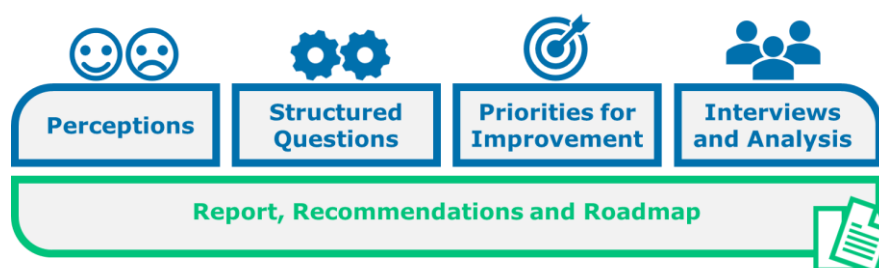 Perceptions
Structured
Questions
Priorities for
Improvement
Interviews
and Analysis
Report, Recommendations and Roadmap